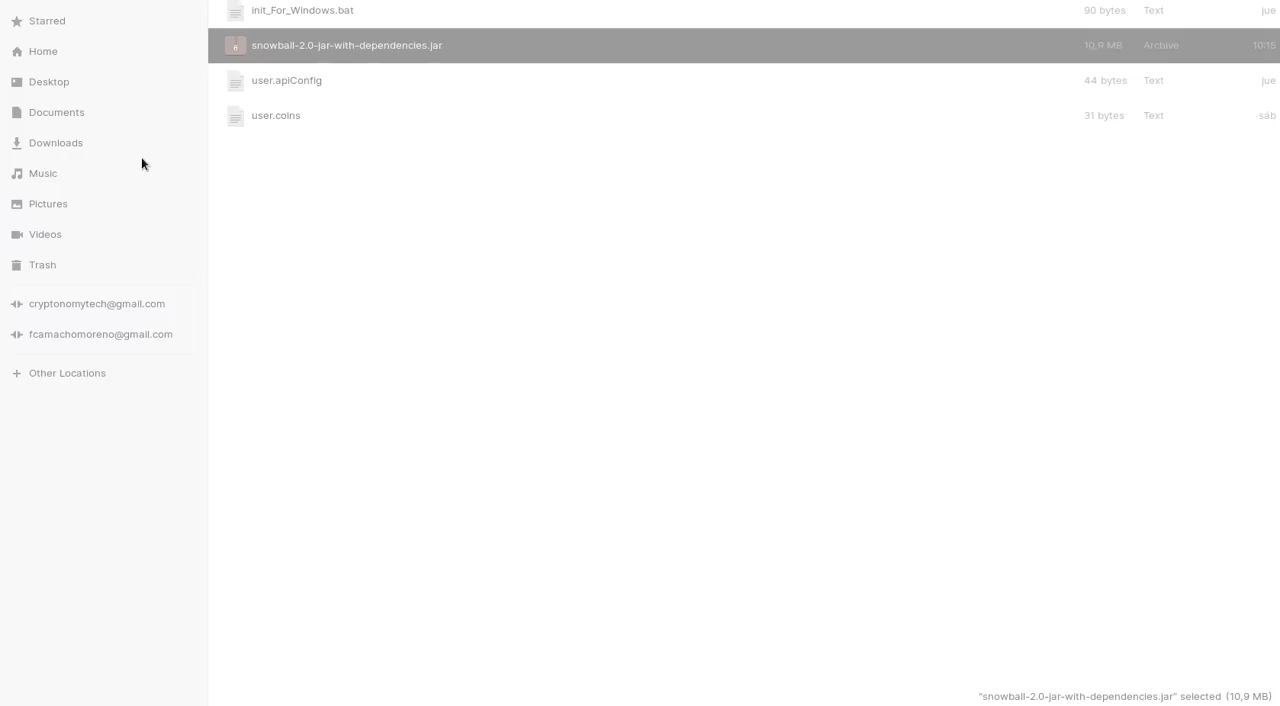 Starred
Home
Desktop
Documents
Downloads
Music
Pictures
Videos
Trash
cryptonomytech@gmail.com
fcamachomoreno@gmail.com
Other Locations
init_For_Windows.bat 90 bytes Text jue
snowball-2.0-jar-with-dependencies.jar 10,9 MB Archive 10:15
user.apiConfig 44 bytes Text jue
user.coins 31 bytes Text sáb
"snowball-2.0-jar-with-dependencies.jar" selected (10,9 MB)